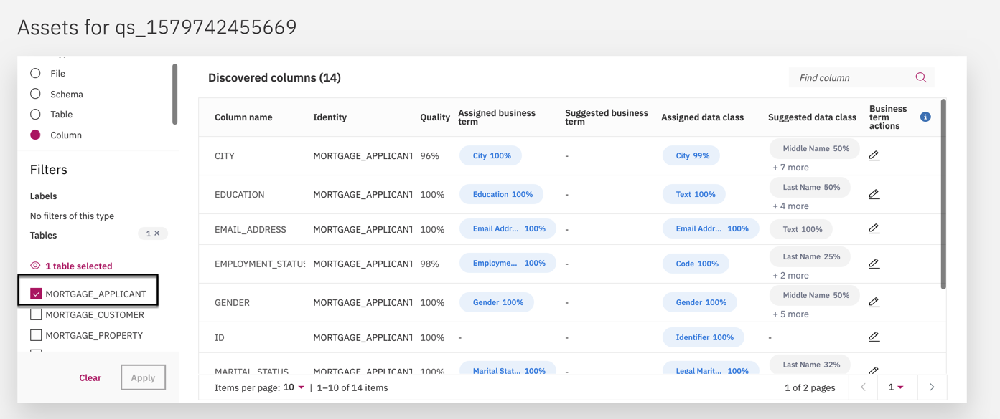 Assets for qs_1579742455669
File
Schema
Table
Column
Filters
Labels
No filters of this type
Tables
1 ×
1 table selected
MORTGAGE_APPLICANT
MORTGAGE_CUSTOMER
MORTGAGE_PROPERTY
Clear
Apply
Discovered columns (14)
Find column
Column name Identity Quality Assigned business term Suggested business term Assigned data class Suggested data class Business term actions
CITY MORTGAGE_APPLICANT 96% City 100% - City 99% Middle Name 50%
+ 7 more
EDUCATION MORTGAGE_APPLICANT 100% Education 100% - Text 100% Last Name 50%
+ 4 more
EMAIL_ADDRESS MORTGAGE_APPLICANT 100% Email Addr... 100% - Email Addr... 100% Text 100%
EMPLOYMENT_STATUS MORTGAGE_APPLICANT 98% Employme... 100% - Code 100% Last Name 25%
+ 2 more
GENDER MORTGAGE_APPLICANT 100% Gender 100% - Gender 100% Middle Name 50%
+ 5 more
ID MORTGAGE_APPLICANT 100% - - Identifier 100% -
MARITAL_STATUS MORTGAGE_APPLICANT 100% Marital Stat... 100% - Legal Marit... 100% Last Name 32%
Items per page: 10 | 1–10 of 14 items
1 of 2 pages
1